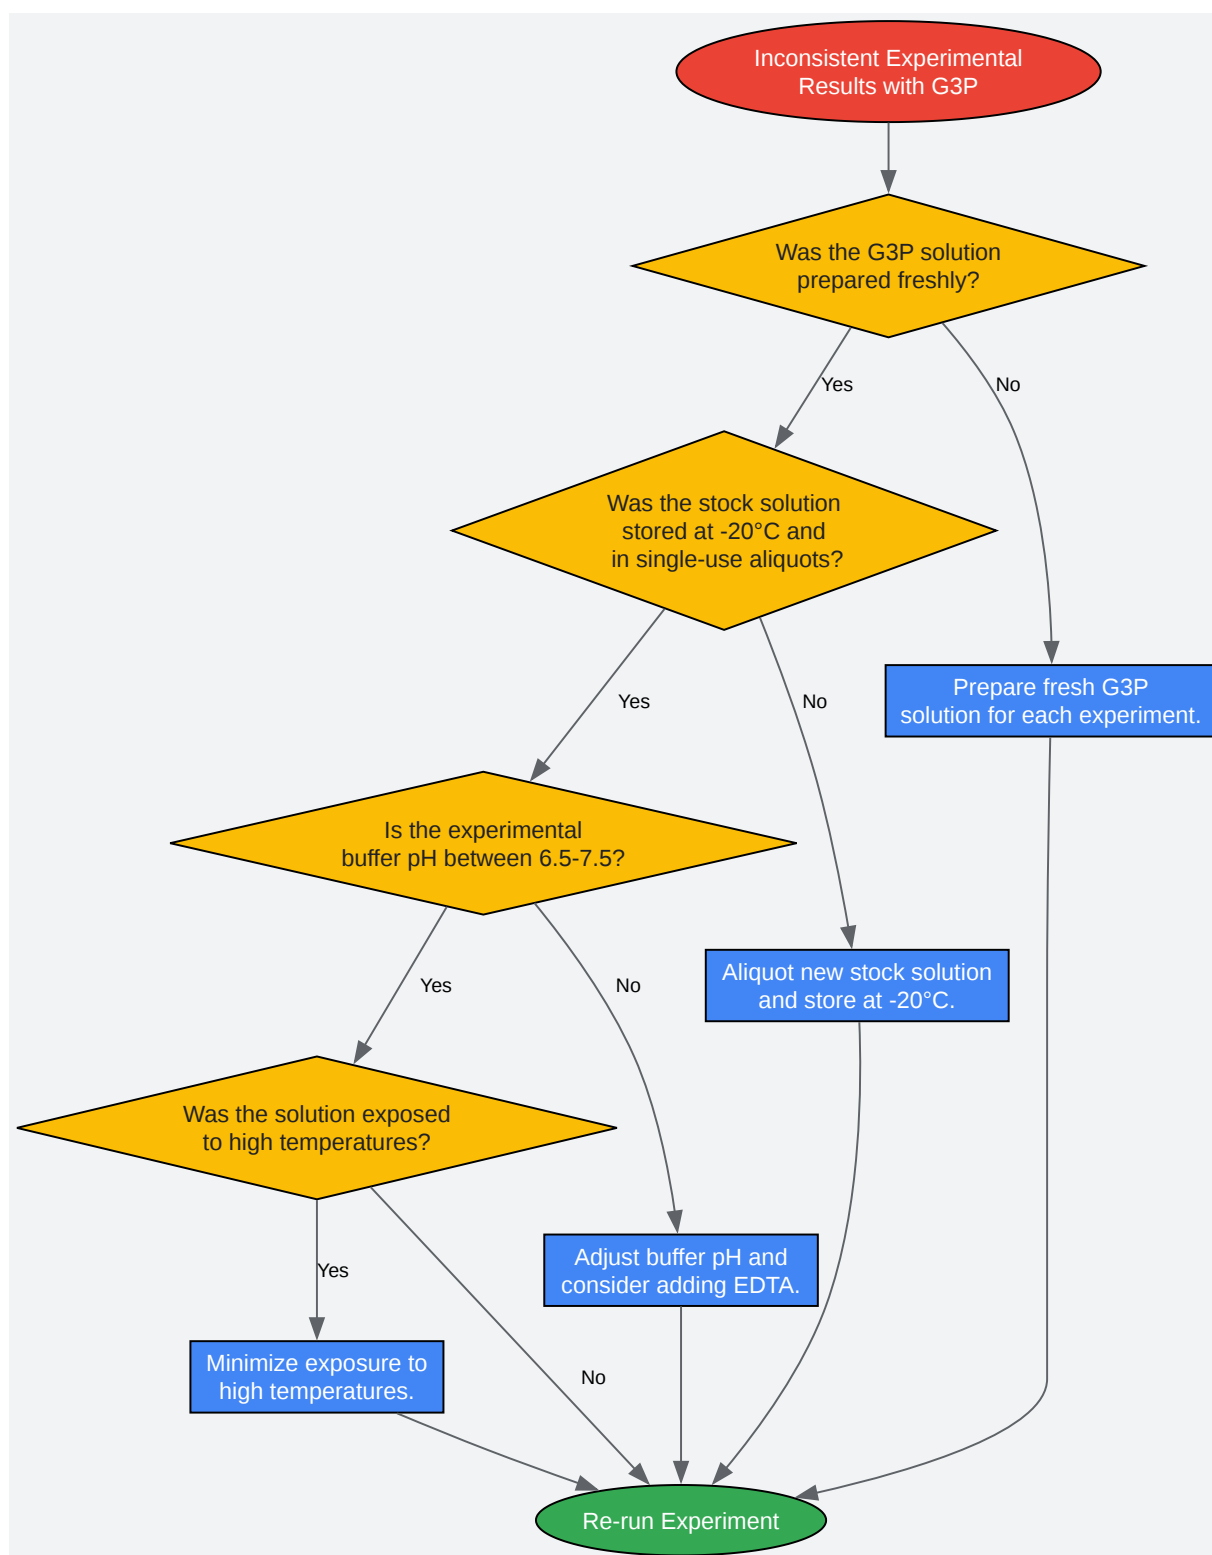 Inconsistent Experimental
Results with G3P
Was the G3P solution
prepared freshly?
Yes
No
Was the stock solution
stored at -20°C and
in single-use aliquots?
Prepare fresh G3P
solution for each experiment.
Yes
No
Is the experimental
buffer pH between 6.5-7.5?
Aliquot new stock solution
and store at -20°C.
Yes
No
Was the solution exposed
to high temperatures?
Adjust buffer pH and
consider adding EDTA.
Yes
Minimize exposure to
high temperatures.
No
Re-run Experiment